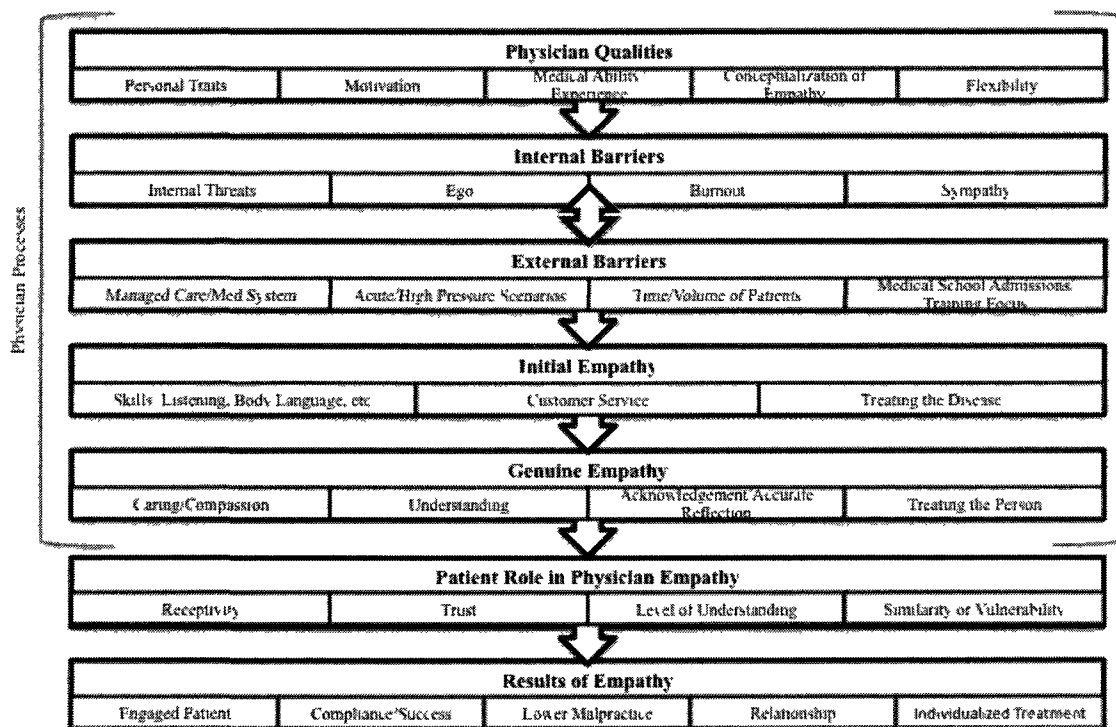 Physician Processes
Physician Qualities
Personal Traits Motivation Medical Ability Experience Conceptualization of Empathy Flexibility
Internal Barriers
Internal Threats Ego Burnout Sympathy
External Barriers
Managed Care/Med System Acute/High Pressure Scenarios Time/Volume of Patients Medical School Admissions Training Focus
Initial Empathy
Skills Listening, Body Language, etc Customer Service Treating the Disease
Genuine Empathy
Caring/Compassion Understanding Acknowledgement Accurate Reflection Treating the Person
Patient Role in Physician Empathy
Receptivity Trust Level of Understanding Similarity or Vulnerability
Results of Empathy
Engaged Patient Compliance/Success Lower Malpractice Relationship Individualized Treatment